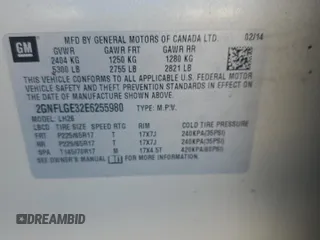 GM
MFD BY GENERAL MOTORS OF CANADA LTD.
02/14
GVWR GAWR FRT GAWR RR
2404 KG 1250 KG 1280 KG
5300 LB 2755 LB 2821 LB
THIS VEHICLE CONFORMS TO ALL APPLICABLE U.S. FEDERAL MOTOR
VEHICLE SAFETY AND THEFT PREVENTION STANDARDS IN EFFECT ON
THE DATE OF MANUFACTURE SHOWN ABOVE.
2GNFLGE32E6255980 TYPE: M.P.V.
MODEL: LH26
LBCD TIRE SIZE SPEED RTG RIM COLD TIRE PRESSURE
FRT P225/65R17 T 17X7J 240KPA(35PSI)
RR P225/65R17 T 17X7J 240KPA(35PSI)
SPA T145/70R17 M 17X4.5T 420KPA(60PSI)
SEE OWNER'S MANUAL FOR MORE INFORMATION.
DREAMBID